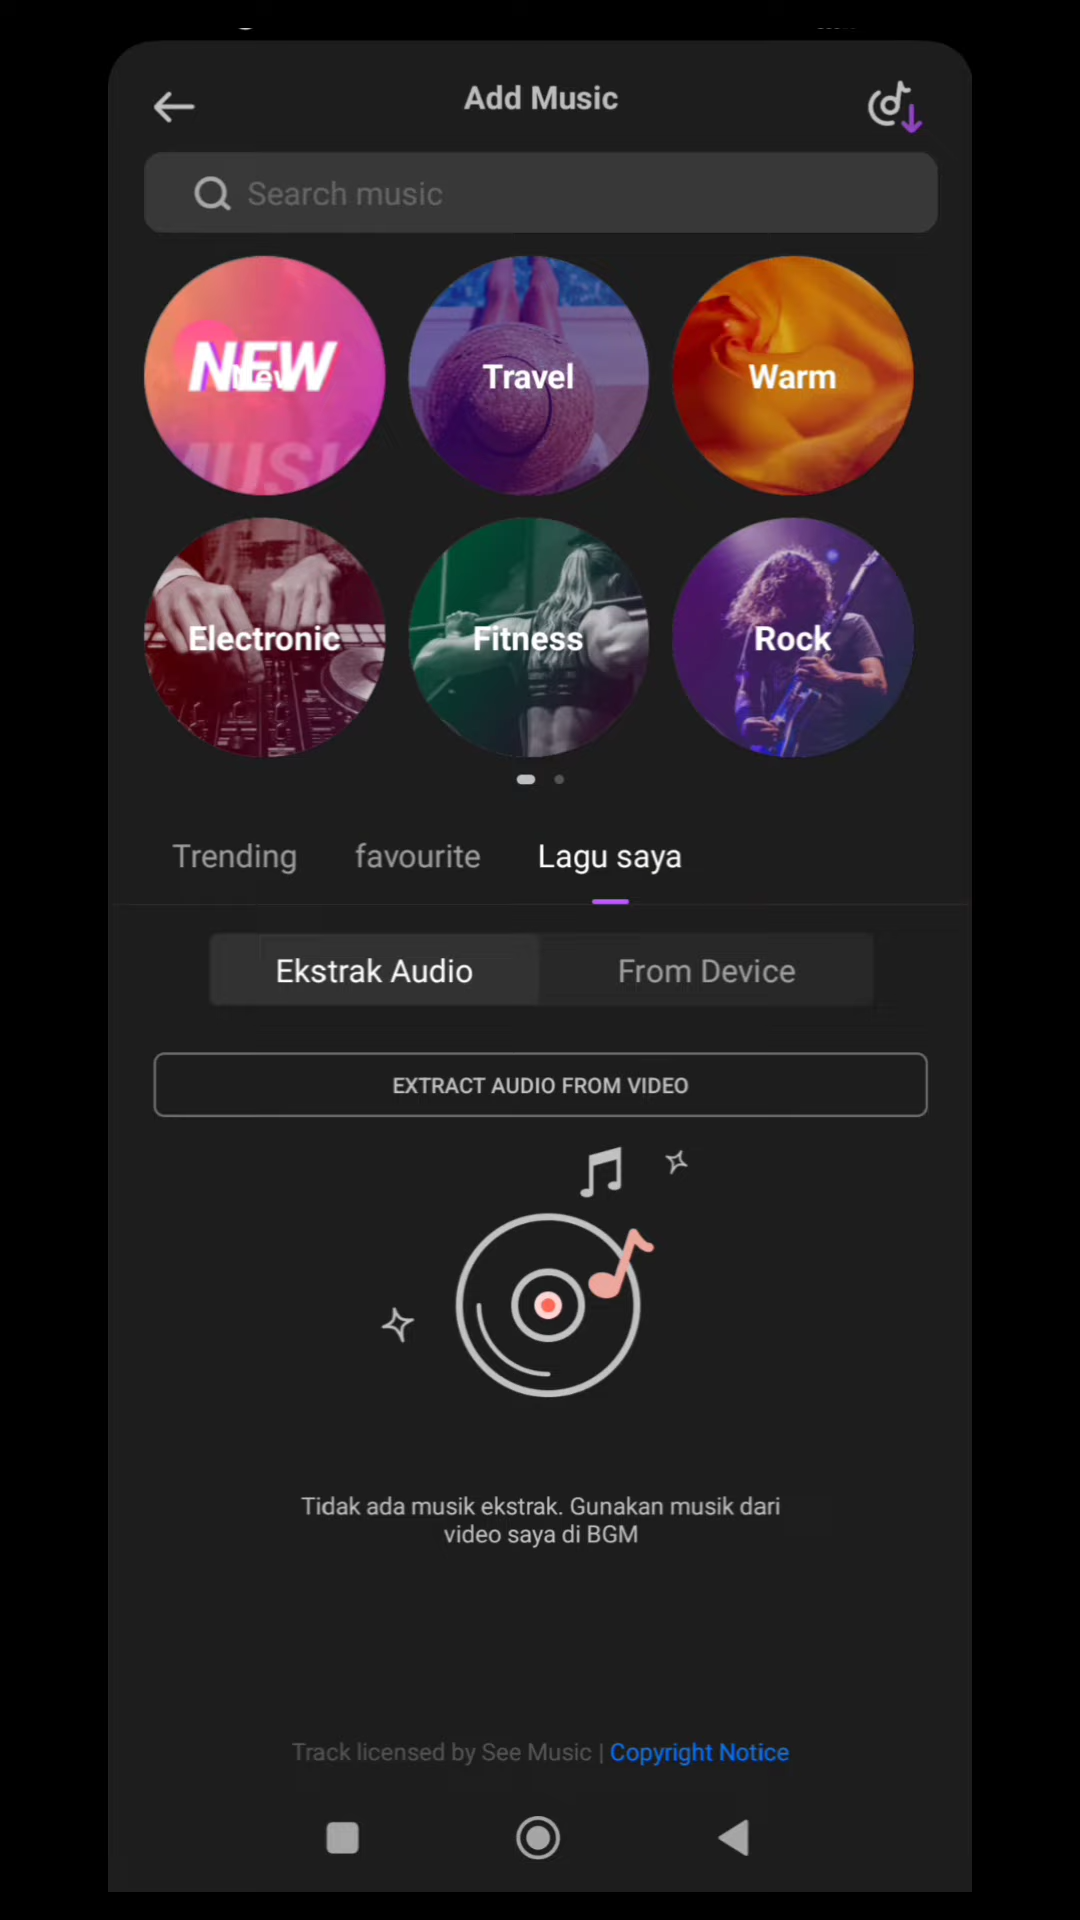 Add Music
Search music
NEW
New
MUSIC
Travel
Warm
Electronic
Fitness
Rock
Trending
favourite
Lagu saya
Ekstrak Audio
From Device
EXTRACT AUDIO FROM VIDEO
Tidak ada musik ekstrak. Gunakan musik dari
video saya di BGM
Track licensed by See Music | Copyright Notice